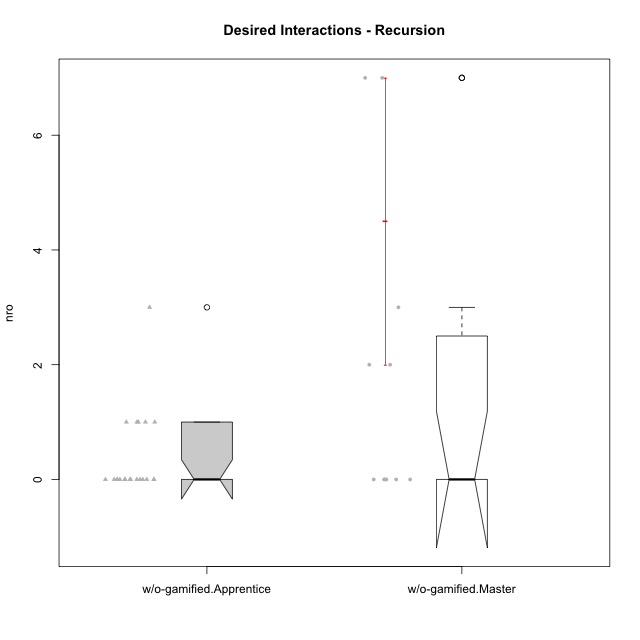 Desired Interactions - Recursion
6
4
2
0
nro
w/o-gamified.Apprentice
w/o-gamified.Master